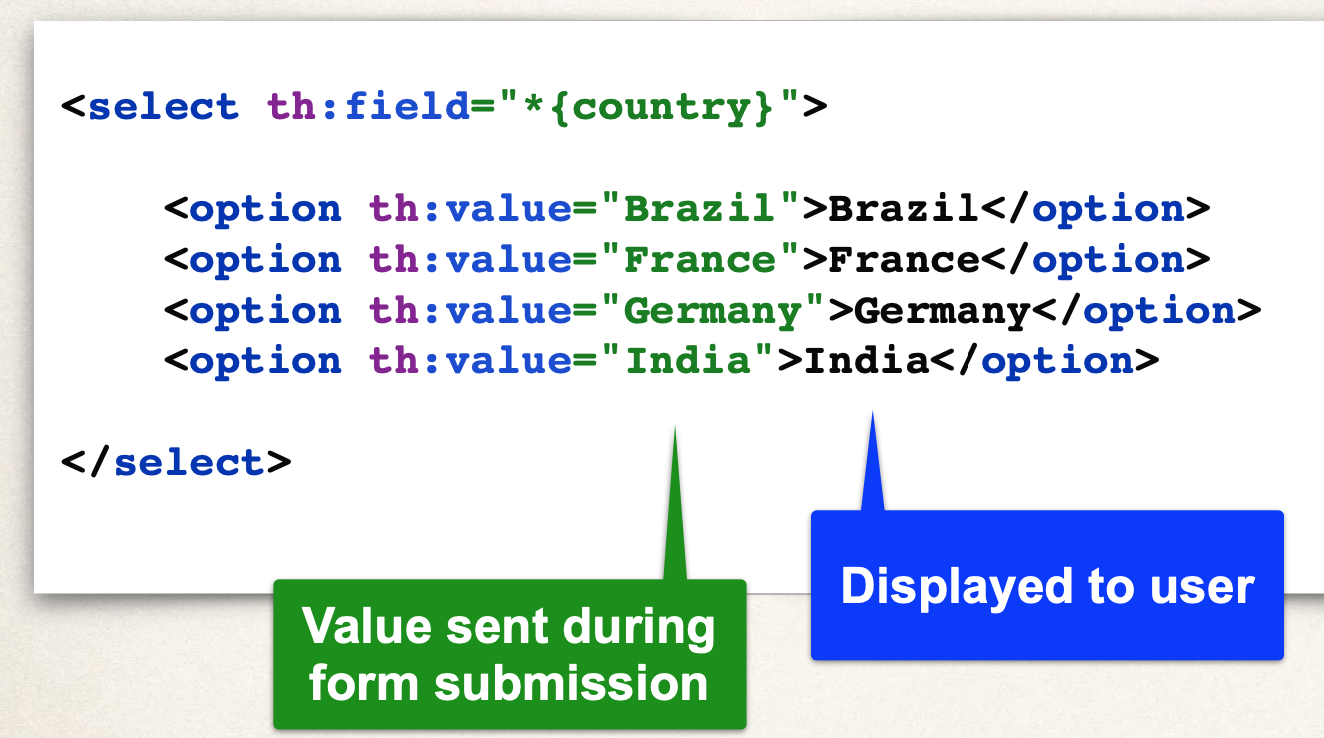 <select th:field="*{country}">
<option th:value="Brazil">Brazil</option>
<option th:value="France">France</option>
<option th:value="Germany">Germany</option>
<option th:value="India">India</option>
</select>
Value sent during
form submission
Displayed to user